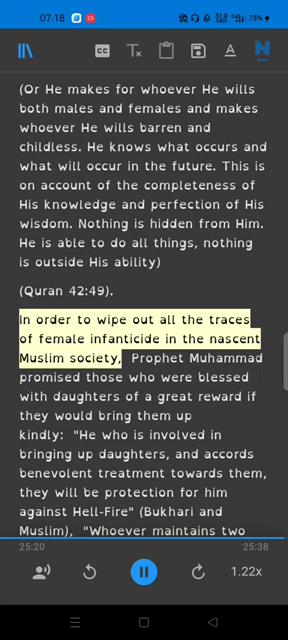 07.18
51.0
KB/s
73%
CC
(Or He makes for whoever He wills
both males and females and makes
whoever He wills barren and
childless. He knows what occurs and
what will occur in the future. This is
on account of the completeness of
His knowledge and perfection of His
wisdom. Nothing is hidden from Him.
He is able to do all things, nothing
is outside His ability)
(Quran 42:49).
In order to wipe out all the traces
of female infanticide in the nascent
Muslim society, Prophet Muhammad
promised those who were blessed
with daughters of a great reward if
they would bring them up
kindly: "He who is involved in
bringing up daughters, and accords
benevolent treatment towards them,
they will be protection for him
against Hell-Fire" (Bukhari and
Muslim), "Whoever maintains two
25:20 25:38
1.22x